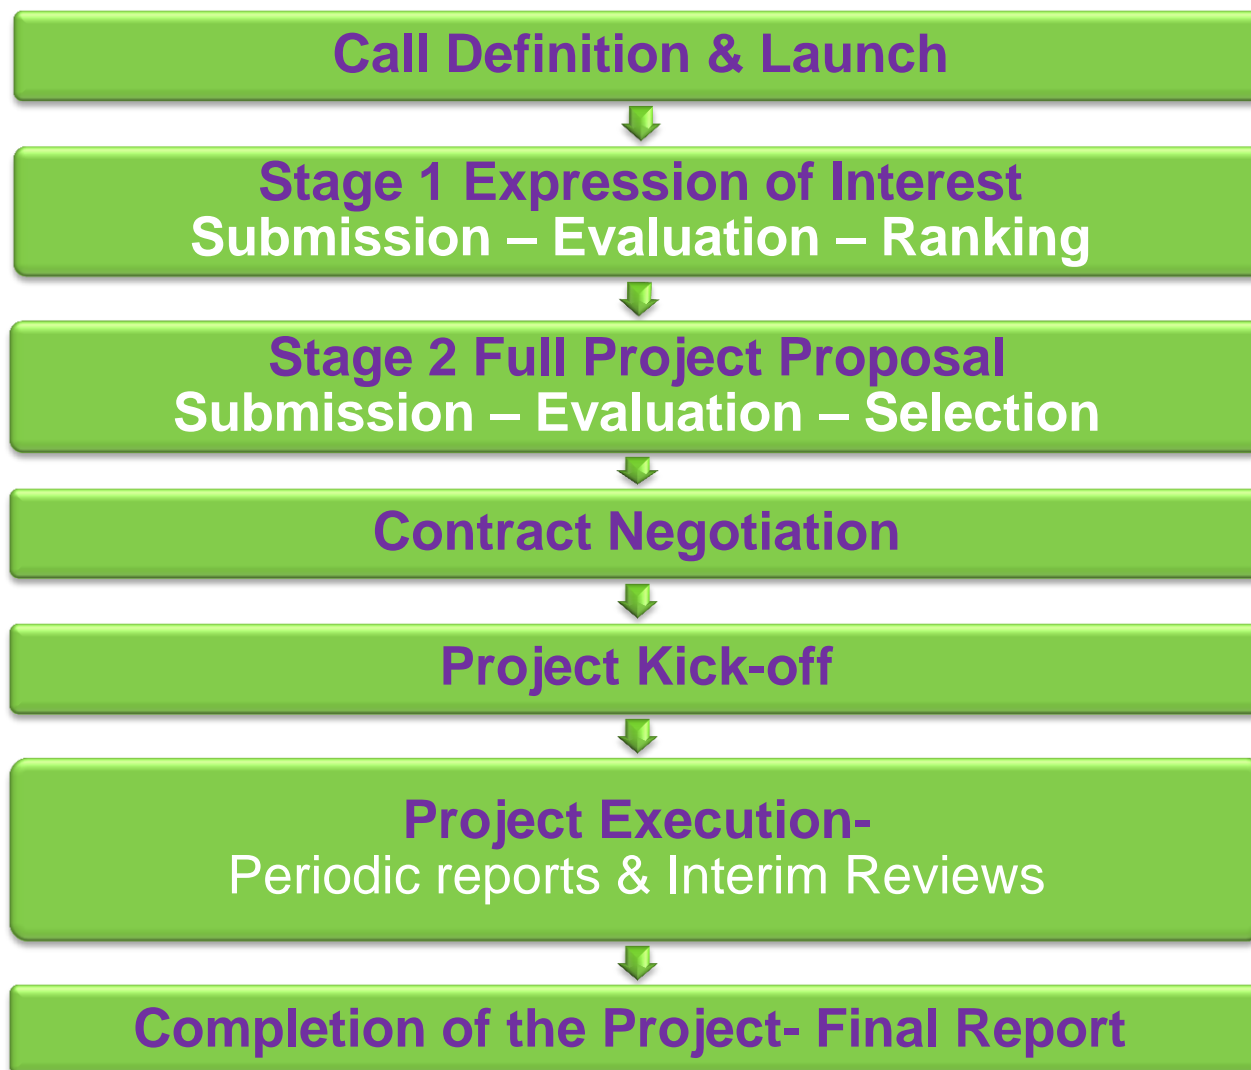 Call Definition & Launch
Stage 1 Expression of Interest
Submission – Evaluation – Ranking
Stage 2 Full Project Proposal
Submission – Evaluation – Selection
Contract Negotiation
Project Kick-off
Project Execution-
Periodic reports & Interim Reviews
Completion of the Project- Final Report